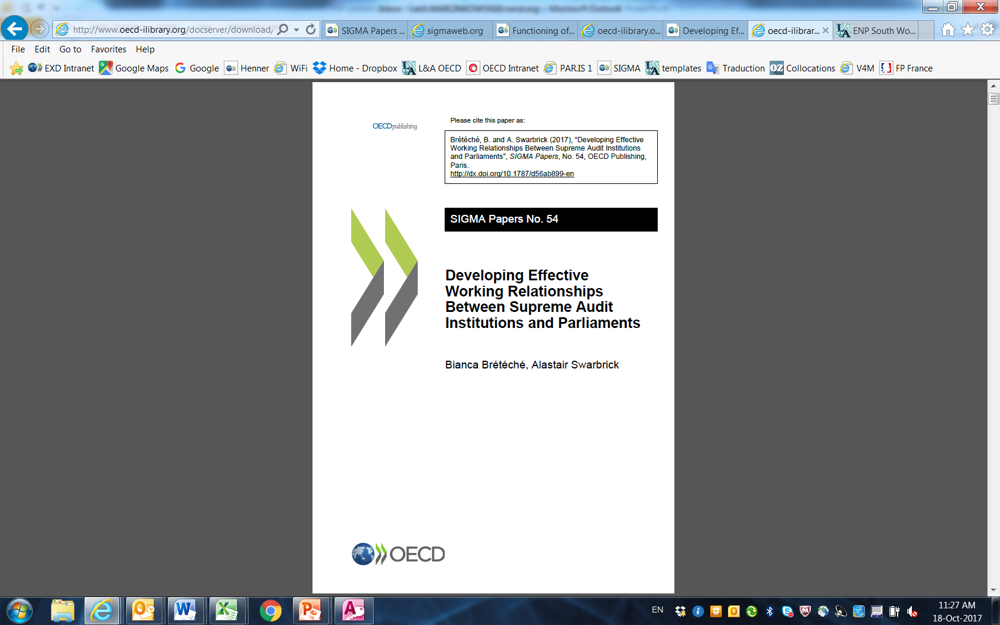 http://www.oecd-ilibrary.org/docserver/download/
SIGMA Papers ...
sigmaweb.org
Functioning of...
oecd-ilibrary.o...
Developing Ef...
oecd-ilibrar...
ENP South Wo...
File Edit Go to Favorites Help
EXD Intranet Google Maps Google Henner WiFi Home - Dropbox L&A OECD OECD Intranet PAR.IS 1 SIGMA templates Traduction Collocations V4M FP France
OECDpublishing
Please cite this paper as:
Brétéché, B. and A. Swarbrick (2017), “Developing Effective
Working Relationships Between Supreme Audit Institutions
and Parliaments”, SIGMA Papers, No. 54, OECD Publishing,
Paris.
http://dx.doi.org/10.1787/d56ab899-en
SIGMA Papers No. 54
Developing Effective
Working Relationships
Between Supreme Audit
Institutions and Parliaments
Bianca Brétéché, Alastair Swarbrick
OECD
EN
11:27 AM
18-Oct-2017